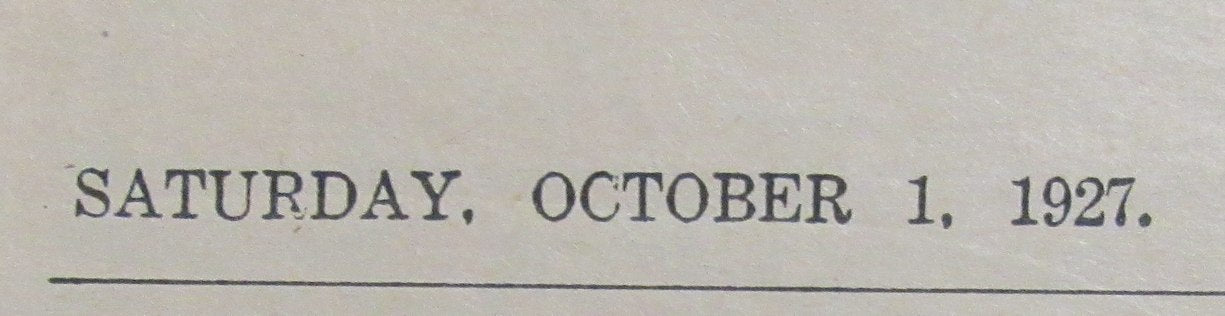 SATURDAY, OCTOBER 1, 1927.